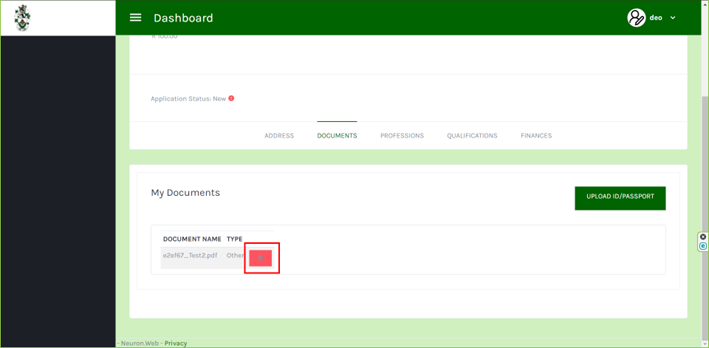 Dashboard
deo
R 100.00
Application Status: New
ADDRESS DOCUMENTS PROFESSIONS QUALIFICATIONS FINANCES
My Documents
UPLOAD ID/PASSPORT
DOCUMENT NAME TYPE
e2ef67_Test2.pdf Other
- Neuron.Web - Privacy